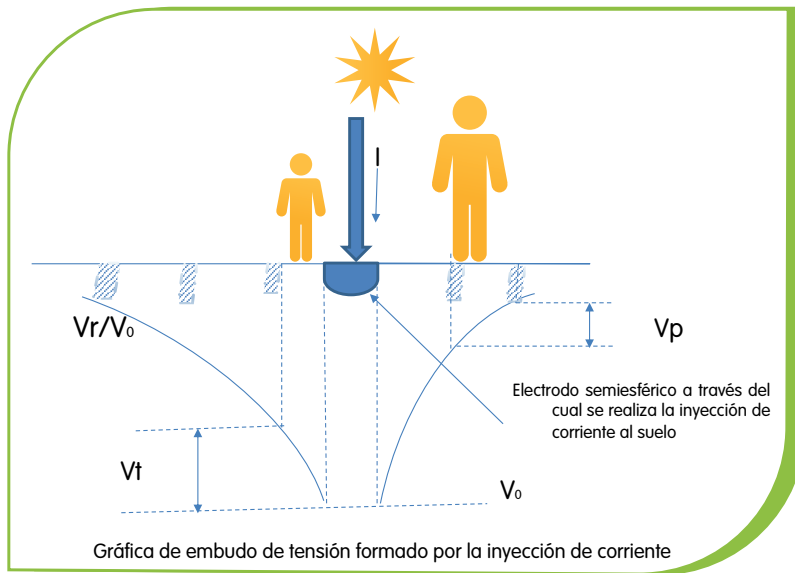 I
Vr/V₀
Vp
Electrodo semiesférico a través del
cual se realiza la inyección de
corriente al suelo
Vt
V₀
Gráfica de embudo de tensión formado por la inyección de corriente